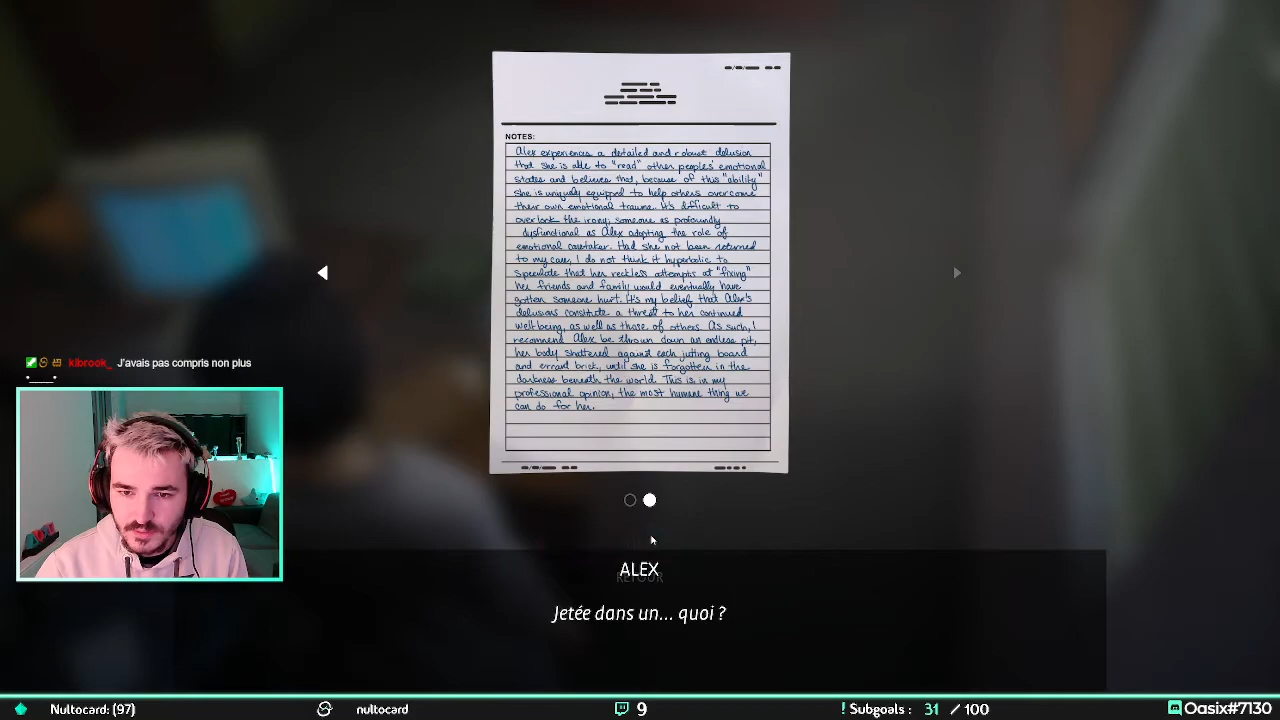 NOTES:
Alex experiences a detailed and robust delusion
that she is able to "read" other peoples' emotional
states and believes that, because of this "ability"
she is uniquely equipped to help others overcome
their own emotional trauma. It's difficult to
overlook the irony; someone as profoundly
dysfunctional as Alex adopting the role of
emotional caretaker. Had she not been returned
to my care, I do not think it hyperbolic to
speculate that her reckless attempts at "fixing"
her friends and family would eventually have
gotten someone hurt. It's my belief that Alex's
delusions constitute a threat to her continued
well being, as well as those of others. As such, I
recommend Alex be thrown down an endless pit,
her body shattered against each jutting board
and errant brick, until she is forgotten in the
darkness beneath the world. This is in my
professional opinion, the most humane thing we
can do for her.
klbrook_ J'avais pas compris non plus
•____•
ALEX
RETOUR
Jetée dans un... quoi ?
Nultocard: (97)
nultocard
9
! Subgoals : 31 / 100
Oasix#7130